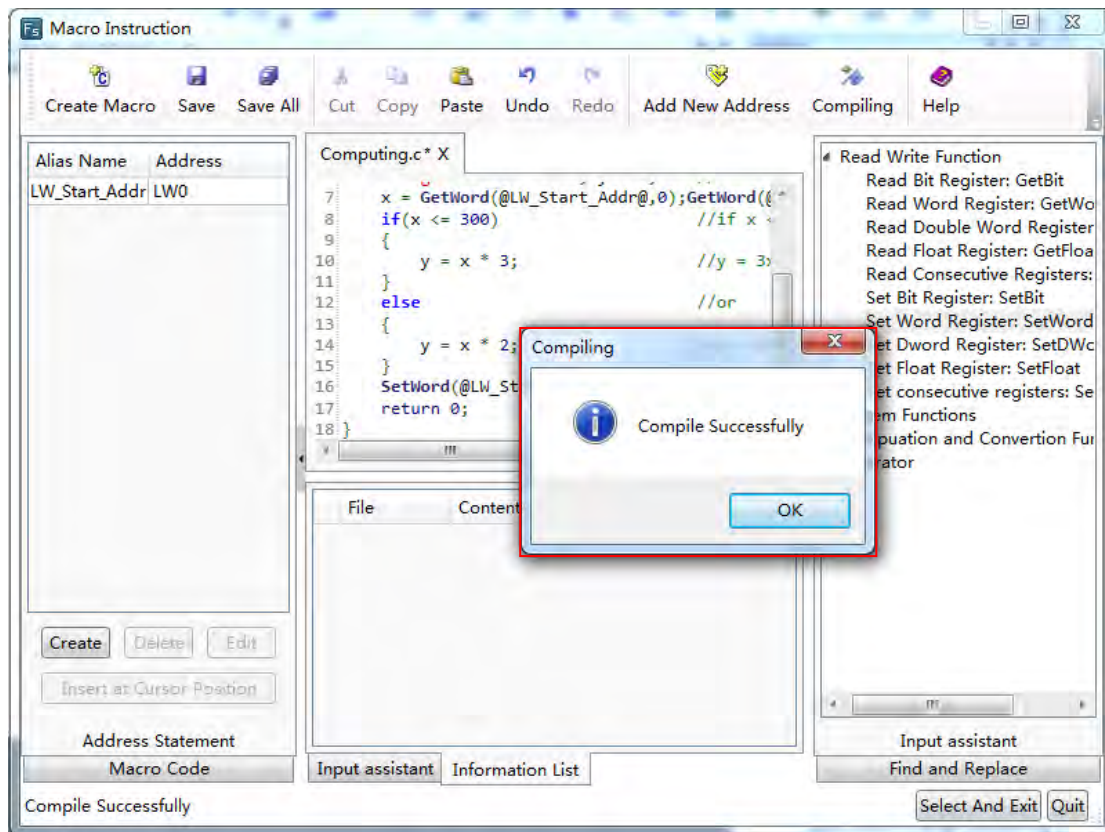 Fs Macro Instruction
Create Macro Save Save All Cut Copy Paste Undo Redo Add New Address Compiling Help
Alias Name Address
LW_Start_Addr LW0
Create Delete Edit
Insert at Cursor Position
Address Statement
Macro Code
Computing.c* X
7 x = GetWord(@LW_Start_Addr@,0);GetWord(@
8 if(x <= 300) //if x <
9 {
10 y = x * 3; //y = 3x
11 }
12 else //or
13 {
14 y = x * 2;
15 }
16 SetWord(@LW_St
17 return 0;
18 }
File Content
Input assistant Information List
Compiling
Compile Successfully
OK
Read Write Function
Read Bit Register: GetBit
Read Word Register: GetWo
Read Double Word Register
Read Float Register: GetFloa
Read Consecutive Registers:
Set Bit Register: SetBit
Set Word Register: SetWord
et Dword Register: SetDWo
et Float Register: SetFloat
et consecutive registers: Se
em Functions
puation and Convertion Fun
rator
Input assistant
Find and Replace
Compile Successfully
Select And Exit Quit